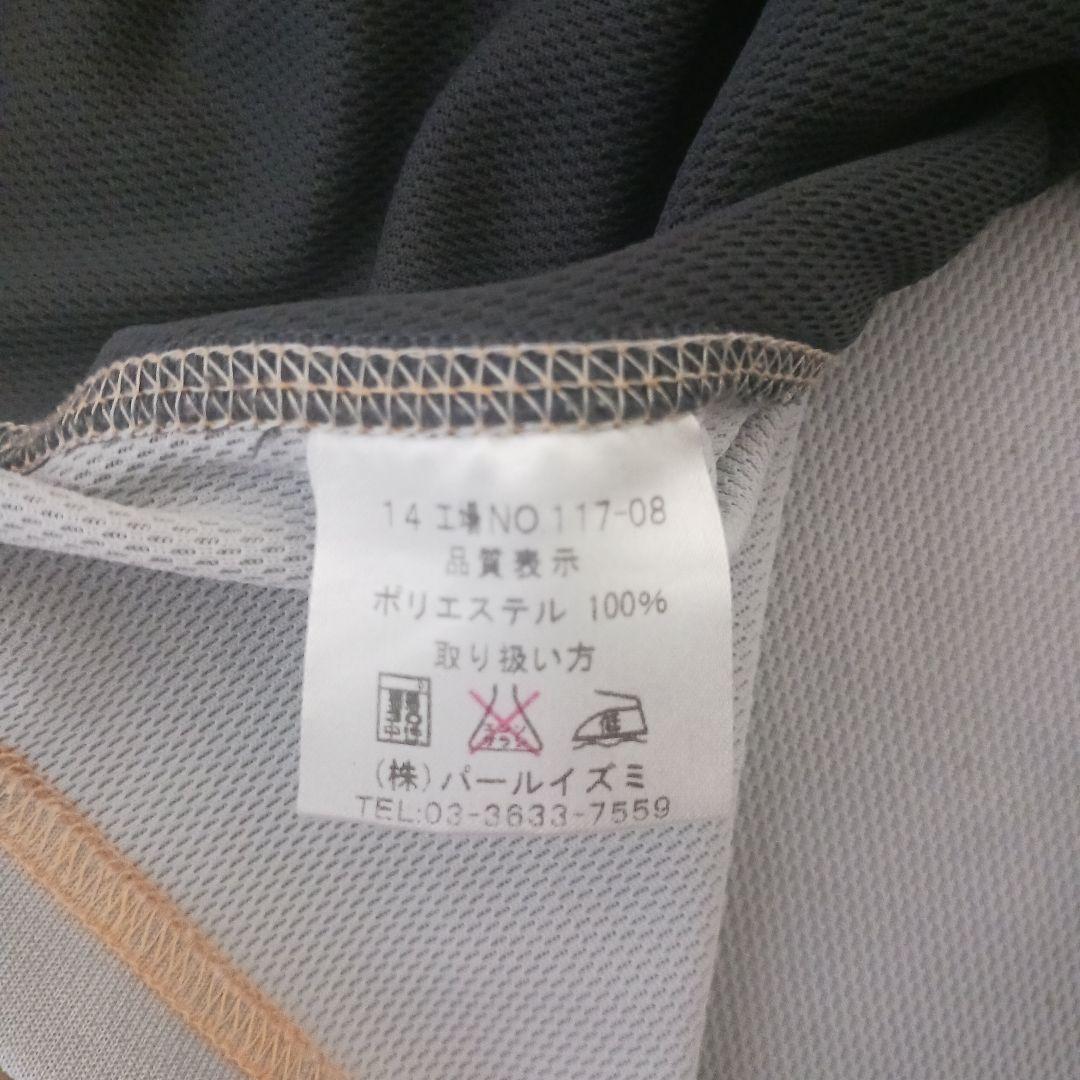 14 工場NO 117-08
品質表示
ポリエステル 100%
取り扱い方
低
(株)パールイズミ
TEL:03-3633-7559